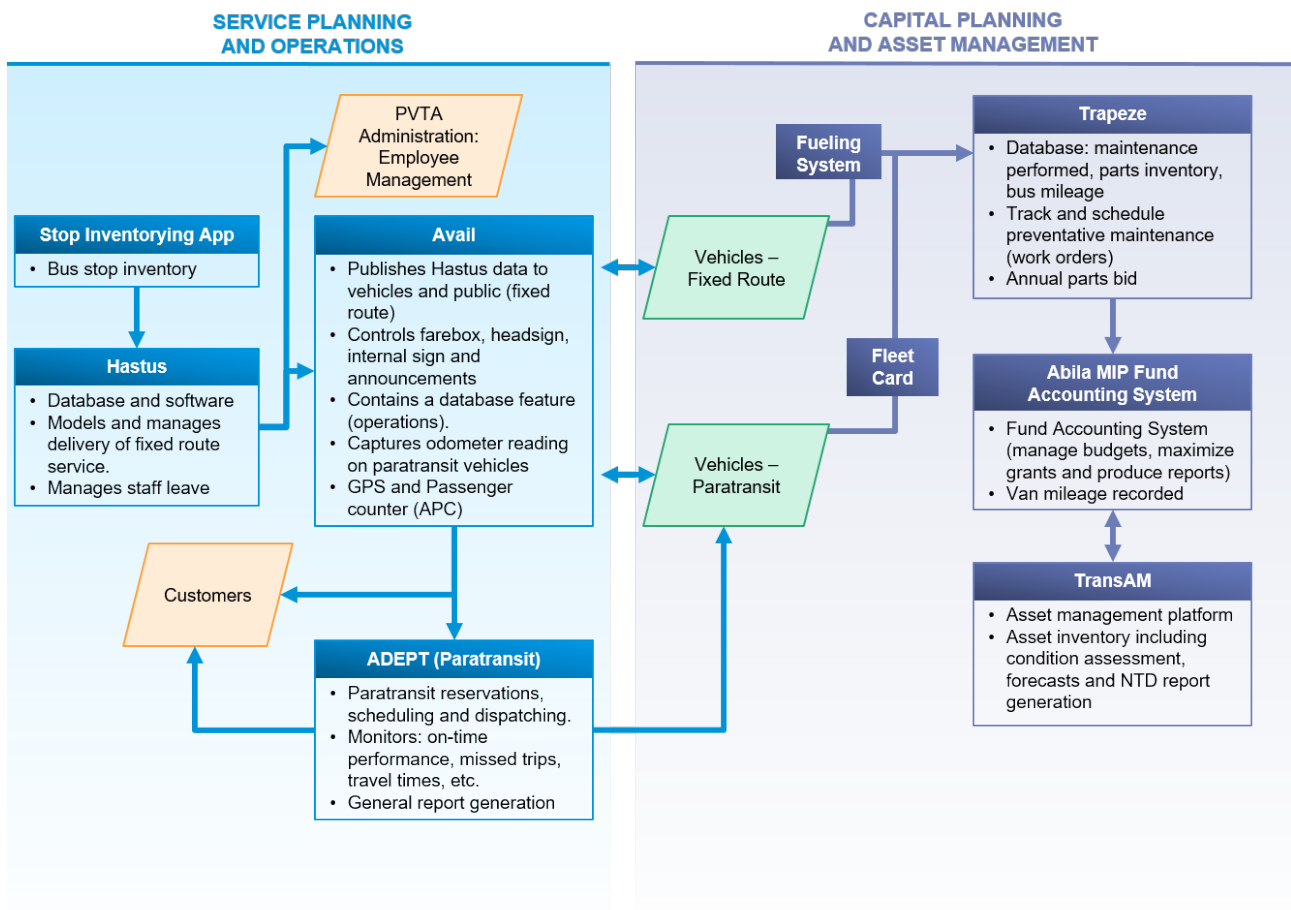 SERVICE PLANNING
AND OPERATIONS
PVTA
Administration:
Employee
Management
Stop Inventorying App
• Bus stop inventory
Hastus
• Database and software
• Models and manages
delivery of fixed route
service.
• Manages staff leave
Avail
• Publishes Hastus data to
vehicles and public (fixed
route)
• Controls farebox, headsign,
internal sign and
announcements
• Contains a database feature
(operations).
• Captures odometer reading
on paratransit vehicles
• GPS and Passenger
counter (APC)
Customers
ADEPT (Paratransit)
• Paratransit reservations,
scheduling and dispatching.
• Monitors: on-time
performance, missed trips,
travel times, etc.
• General report generation
CAPITAL PLANNING
AND ASSET MANAGEMENT
Fueling
System
Vehicles –
Fixed Route
Fleet
Card
Vehicles –
Paratransit
Trapeze
• Database: maintenance
performed, parts inventory,
bus mileage
• Track and schedule
preventative maintenance
(work orders)
• Annual parts bid
Abila MIP Fund
Accounting System
• Fund Accounting System
(manage budgets, maximize
grants and produce reports)
• Van mileage recorded
TransAM
• Asset management platform
• Asset inventory including
condition assessment,
forecasts and NTD report
generation